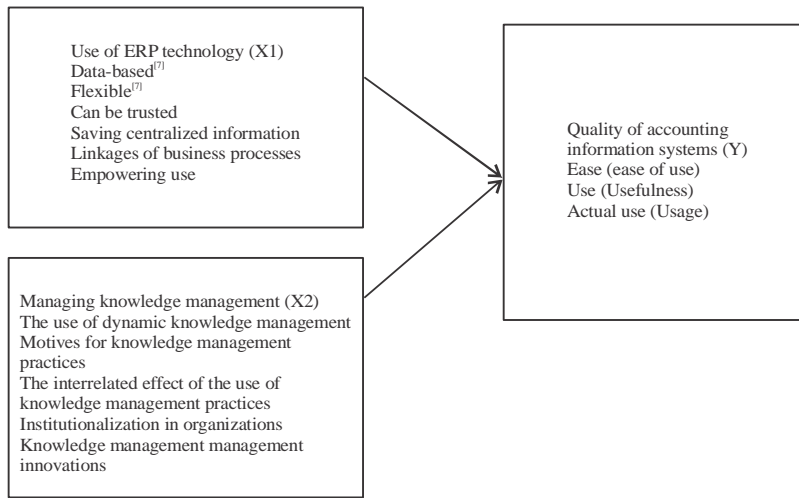 Use of ERP technology (X1)
Data-based[7]
Flexible[7]
Can be trusted
Saving centralized information
Linkages of business processes
Empowering use
Managing knowledge management (X2)
The use of dynamic knowledge management
Motives for knowledge management
practices
The interrelated effect of the use of
knowledge management practices
Institutionalization in organizations
Knowledge management management
innovations
Quality of accounting
information systems (Y)
Ease (ease of use)
Use (Usefulness)
Actual use (Usage)